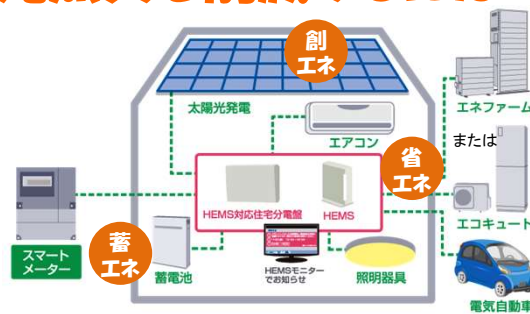 創
エネ
太陽光発電
エアコン
エネファーム
または
省
エネ
HEMS対応住宅分電盤
HEMS
エコキュート
スマート
メーター
蓄
エネ
蓄電池
HEMSモニター
でお知らせ
照明器具
電気自動車